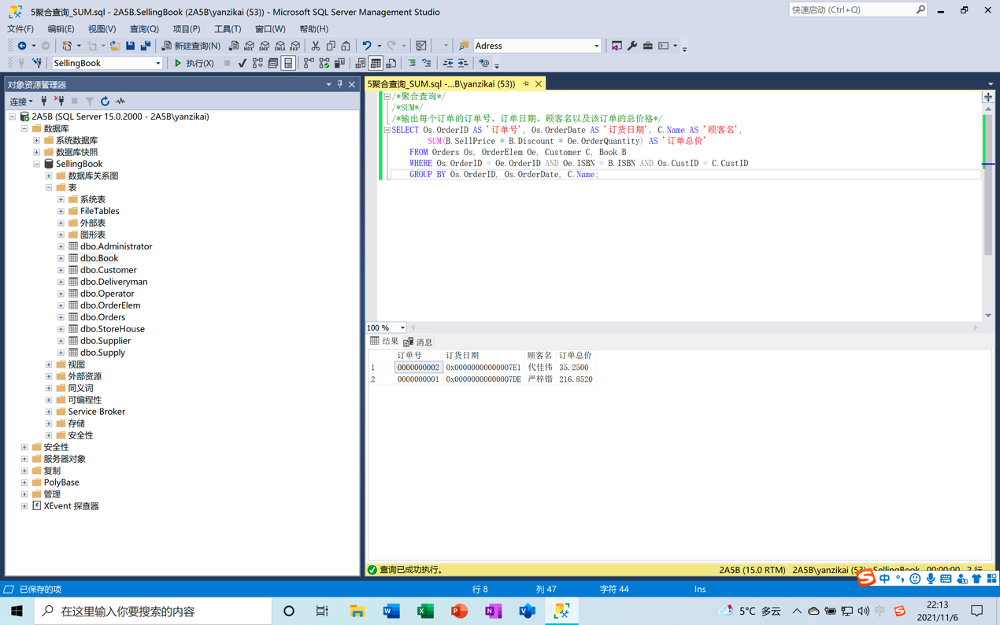 5聚合查询_SUM.sql - 2A5B.SellingBook (2A5B\yanzikai (53)) - Microsoft SQL Server Management Studio
快速启动 (Ctrl+Q)
文件(F) 编辑(E) 视图(V) 查询(Q) 项目(P) 工具(T) 窗口(W) 帮助(H)
新建查询(N) MDX DMX XMLA DAX Adress
SellingBook 执行(X)
对象资源管理器
连接
2A5B (SQL Server 15.0.2000 - 2A5B\yanzikai)
数据库
系统数据库
数据库快照
SellingBook
数据库关系图
表
系统表
FileTables
外部表
图形表
dbo.Administrator
dbo.Book
dbo.Customer
dbo.Deliveryman
dbo.Operator
dbo.OrderElem
dbo.Orders
dbo.StoreHouse
dbo.Supplier
dbo.Supply
视图
外部资源
同义词
可编程性
Service Broker
存储
安全性
安全性
服务器对象
复制
PolyBase
管理
XEvent 探查器
5聚合查询_SUM.sql -...B\yanzikai (53))
/*聚合查询*/
/*SUM*/
/*输出每个订单的订单号、订单日期、顾客名以及该订单的总价格*/
SELECT Os.OrderID AS '订单号', Os.OrderDate AS '订货日期', C.Name AS '顾客名',
SUM(B.SellPrice * B.Discount * Oe.OrderQuantity) AS '订单总价'
FROM Orders Os, OrderElem Oe, Customer C, Book B
WHERE Os.OrderID = Oe.OrderID AND Oe.ISBN = B.ISBN AND Os.CustID = C.CustID
GROUP BY Os.OrderID, Os.OrderDate, C.Name;
100 %
结果 消息
订单号 订货日期 顾客名 订单总价
1 0000000002 0x00000000000007E1 代佳伟 35.2500
2 0000000001 0x00000000000007DE 严梓锴 216.8520
查询已成功执行。 2A5B (15.0 RTM) 2A5B\yanzikai (53) SellingBook 00:00:00 2 行
中
已保存的项 行 8 列 47 字符 44 Ins
在这里输入你要搜索的内容
5°C 多云
中
22:13
2021/11/6